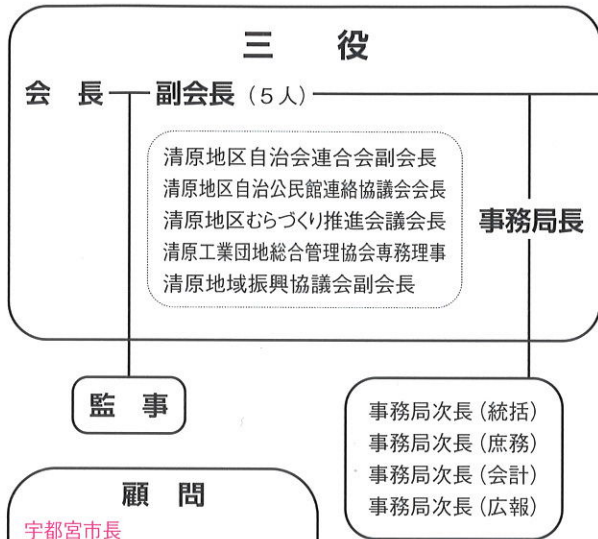 三役
会長 副会長（５人）
清原地区自治会連合会副会長
清原地区自治公民館連絡協議会会長
清原地区むらづくり推進会議会長
清原工業団地総合管理協会専務理事
清原地域振興協議会副会長
事務局長
監事
事務局次長（統括）
事務局次長（庶務）
事務局次長（会計）
事務局次長（広報）
顧問
宇都宮市長